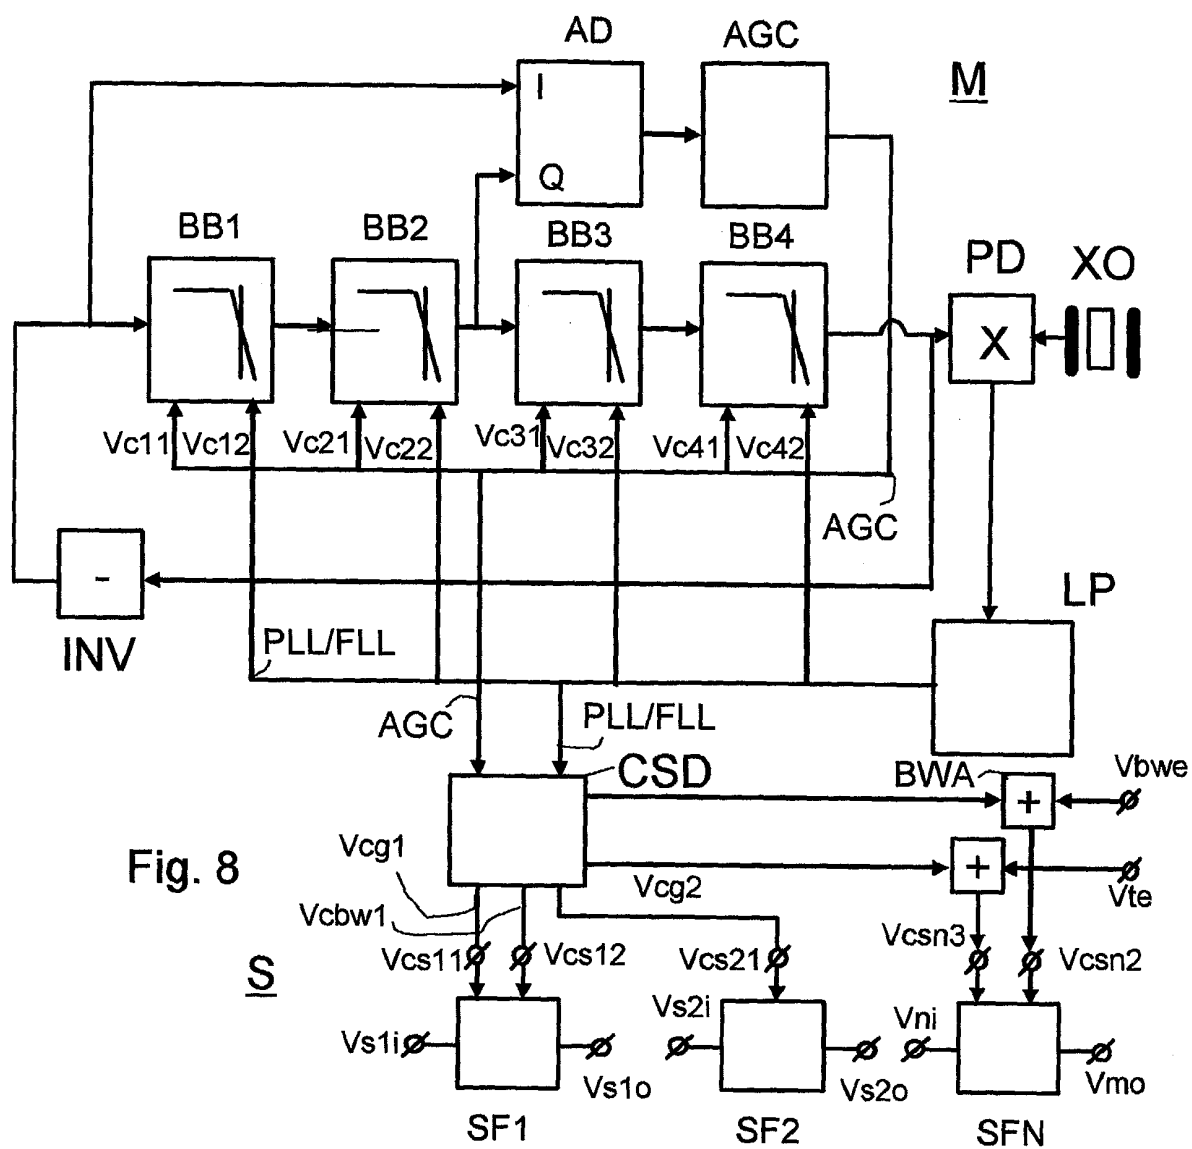 AD
AGC
M
I
Q
BB1
BB2
BB3
BB4
PD
XO
X
Vc11
Vc12
Vc21
Vc22
Vc31
Vc32
Vc41
Vc42
AGC
-
INV
LP
PLL/FLL
AGC
PLL/FLL
CSD
BWA
Vbwe
+
Fig. 8
Vcg1
+
Vcg2
Vte
Vcbw1
Vcs11
Vcs12
Vcs21
Vcsn3
Vcsn2
S
Vs1i
Vs1o
Vs2i
Vs2o
Vni
Vmo
SF1
SF2
SFN